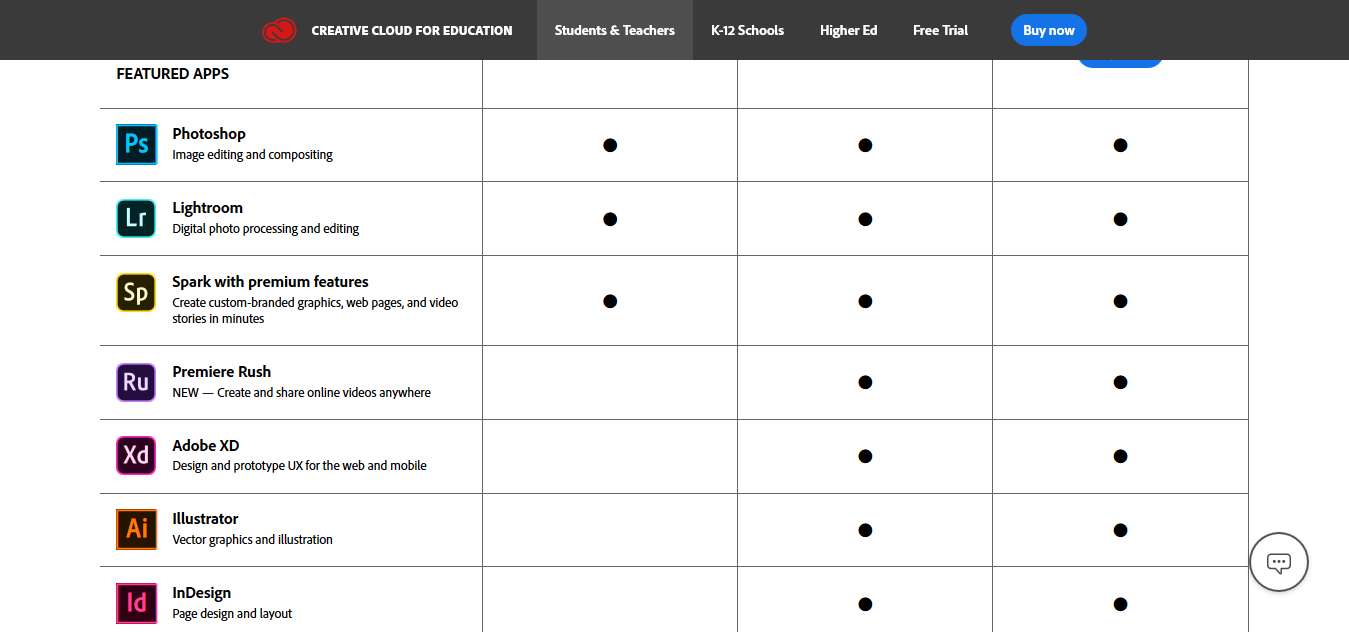 CREATIVE CLOUD FOR EDUCATION
Students & Teachers
K-12 Schools
Higher Ed
Free Trial
Buy now
FEATURED APPS
Ps
Photoshop
Image editing and compositing
Lr
Lightroom
Digital photo processing and editing
Sp
Spark with premium features
Create custom-branded graphics, web pages, and video
stories in minutes
Ru
Premiere Rush
NEW — Create and share online videos anywhere
Xd
Adobe XD
Design and prototype UX for the web and mobile
Ai
Illustrator
Vector graphics and illustration
Id
InDesign
Page design and layout